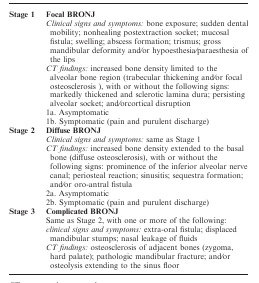 Stage 1 Focal BRONJ
Clinical signs and symptoms: bone exposure; sudden dental
mobility; nonhealing postextraction socket; mucosal
fistula; swelling; abscess formation; trismus; gross
mandibular deformity and/or hypoesthesia/paraesthesia of
the lips
CT findings: increased bone density limited to the
alveolar bone region (trabecular thickening and/or focal
osteosclerosis ), with or without the following signs:
markedly thickened and sclerotic lamina dura; persisting
alveolar socket; and/orcortical disruption
1a. Asymptomatic
1b. Symptomatic (pain and purulent discharge)
Stage 2 Diffuse BRONJ
Clinical signs and symptoms: same as Stage 1
CT findings: increased bone density extended to the basal
bone (diffuse osteosclerosis), with or without the
following signs: prominence of the inferior alveolar nerve
canal; periosteal reaction; sinusitis; sequestra formation;
and/or oro-antral fistula
2a. Asymptomatic
2b. Symptomatic (pain and purulent discharge)
Stage 3 Complicated BRONJ
Same as Stage 2, with one or more of the following:
clinical signs and symptoms: extra-oral fistula; displaced
mandibular stumps; nasal leakage of fluids
CT findings: osteosclerosis of adjacent bones (zygoma,
hard palate); pathologic mandibular fracture; and/or
osteolysis extending to the sinus floor